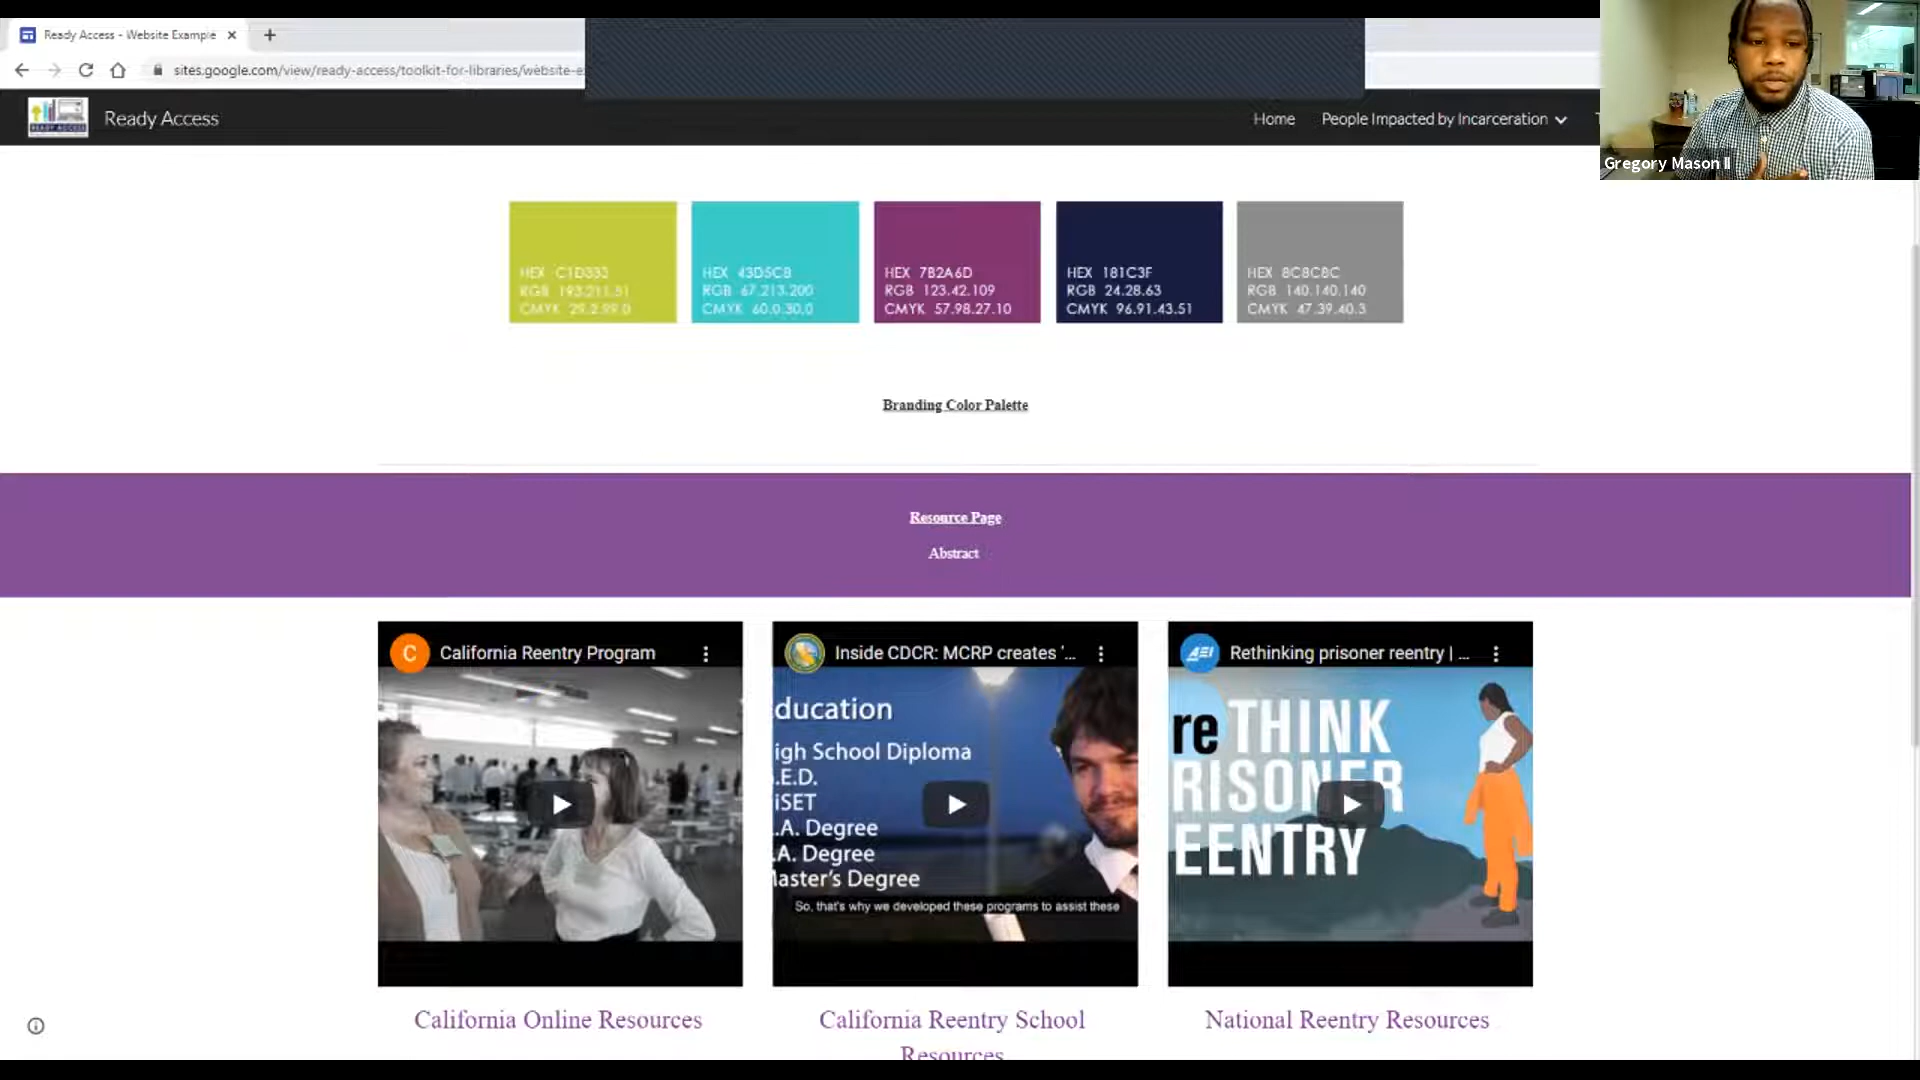 Ready Access - Website Example
sites.google.com/view/ready-access/toolkit-for-libraries/website-e
READY ACCESS
Ready Access
Home
People Impacted by Incarceration
Gregory Mason II
HEX C1D333
RGB 193.211.51
CMYK 29.2.99.0
HEX 43D5C8
RGB 67.213.200
CMYK 60.0.30.0
HEX 7B2A6D
RGB 123.42.109
CMYK 57.98.27.10
HEX 181C3F
RGB 24.28.63
CMYK 96.91.43.51
HEX 8C8C8C
RGB 140.140.140
CMYK 47.39.40.3
Branding Color Palette
Resource Page
Abstract
C
California Reentry Program
Inside CDCR: MCRP creates '...
ducation
igh School Diploma
.E.D.
iSET
.A. Degree
.A. Degree
Master's Degree
So, that's why we developed these programs to assist these
AEI
Rethinking prisoner reentry | ...
re THINK
RISONER
EENTRY
California Online Resources
California Reentry School
Resources
National Reentry Resources